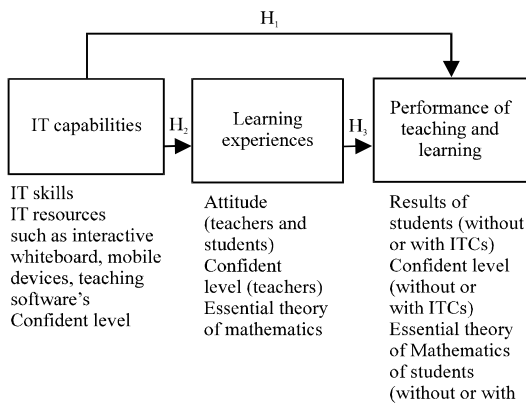 H₁
IT capabilities
H₂
Learning
experiences
H₃
Performance of
teaching and
learning
IT skills
IT resources
such as interactive
whiteboard, mobile
devices, teaching
software's
Confident level
Attitude
(teachers and
students)
Confident
level (teachers)
Essential theory
of mathematics
Results of
students (without
or with ITCs)
Confident level
(without or
with ITCs)
Essential theory
of Mathematics
of students
(without or with